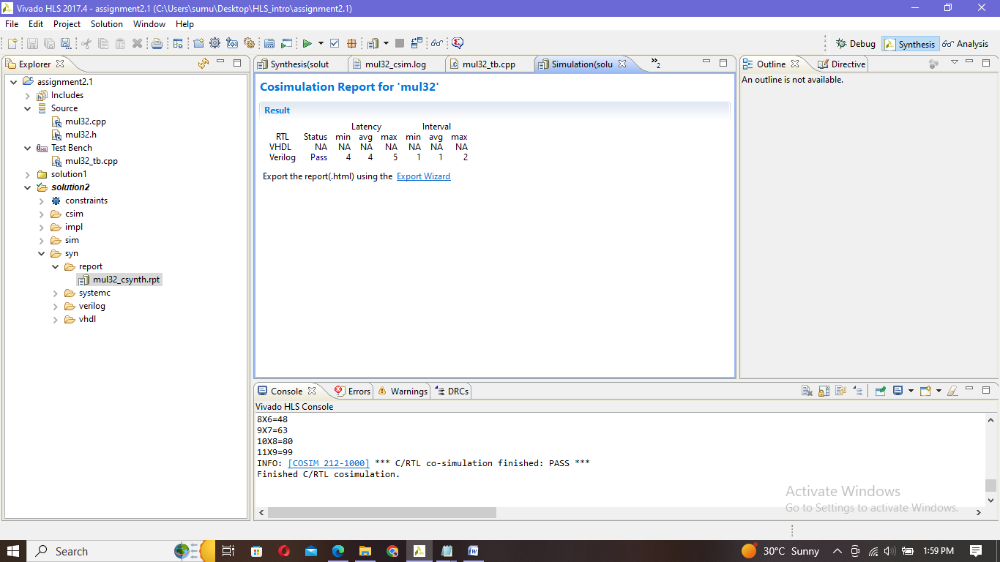 Vivado HLS 2017.4 - assignment2.1 (C:\Users\sumu\Desktop\HLS_intro\assignment2.1)
File Edit Project Solution Window Help
Debug Synthesis Analysis
Explorer
assignment2.1
Includes
Source
mul32.cpp
mul32.h
Test Bench
mul32_tb.cpp
solution1
solution2
constraints
csim
impl
sim
syn
report
mul32_csynth.rpt
systemc
verilog
vhdl
Synthesis(solut mul32_csim.log mul32_tb.cpp Simulation(solu »2
Cosimulation Report for 'mul32'
Result
Latency Interval
RTL Status min avg max min avg max
VHDL NA NA NA NA NA NA NA
Verilog Pass 4 4 5 1 1 2
Export the report(.html) using the Export Wizard
Outline Directive
An outline is not available.
Console Errors Warnings DRCs
Vivado HLS Console
8X6=48
9X7=63
10X8=80
11X9=99
INFO: [COSIM 212-1000] *** C/RTL co-simulation finished: PASS ***
Finished C/RTL cosimulation.
Activate Windows
Go to Settings to activate Windows.
Search
30°C Sunny
1:59 PM